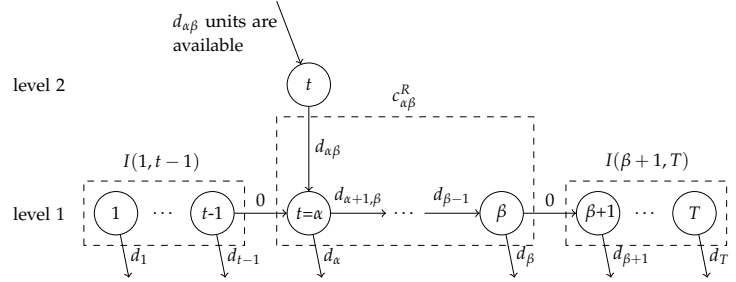 d_{αβ} units are
available
level 2
t
c^R_{αβ}
d_{αβ}
I(1, t − 1)
I(β + 1, T)
level 1
1 ··· t-1 0 t=α d_{α+1,β} ··· d_{β−1} β 0 β+1 ··· T
d_1 d_{t−1} d_α d_β d_{β+1} d_T